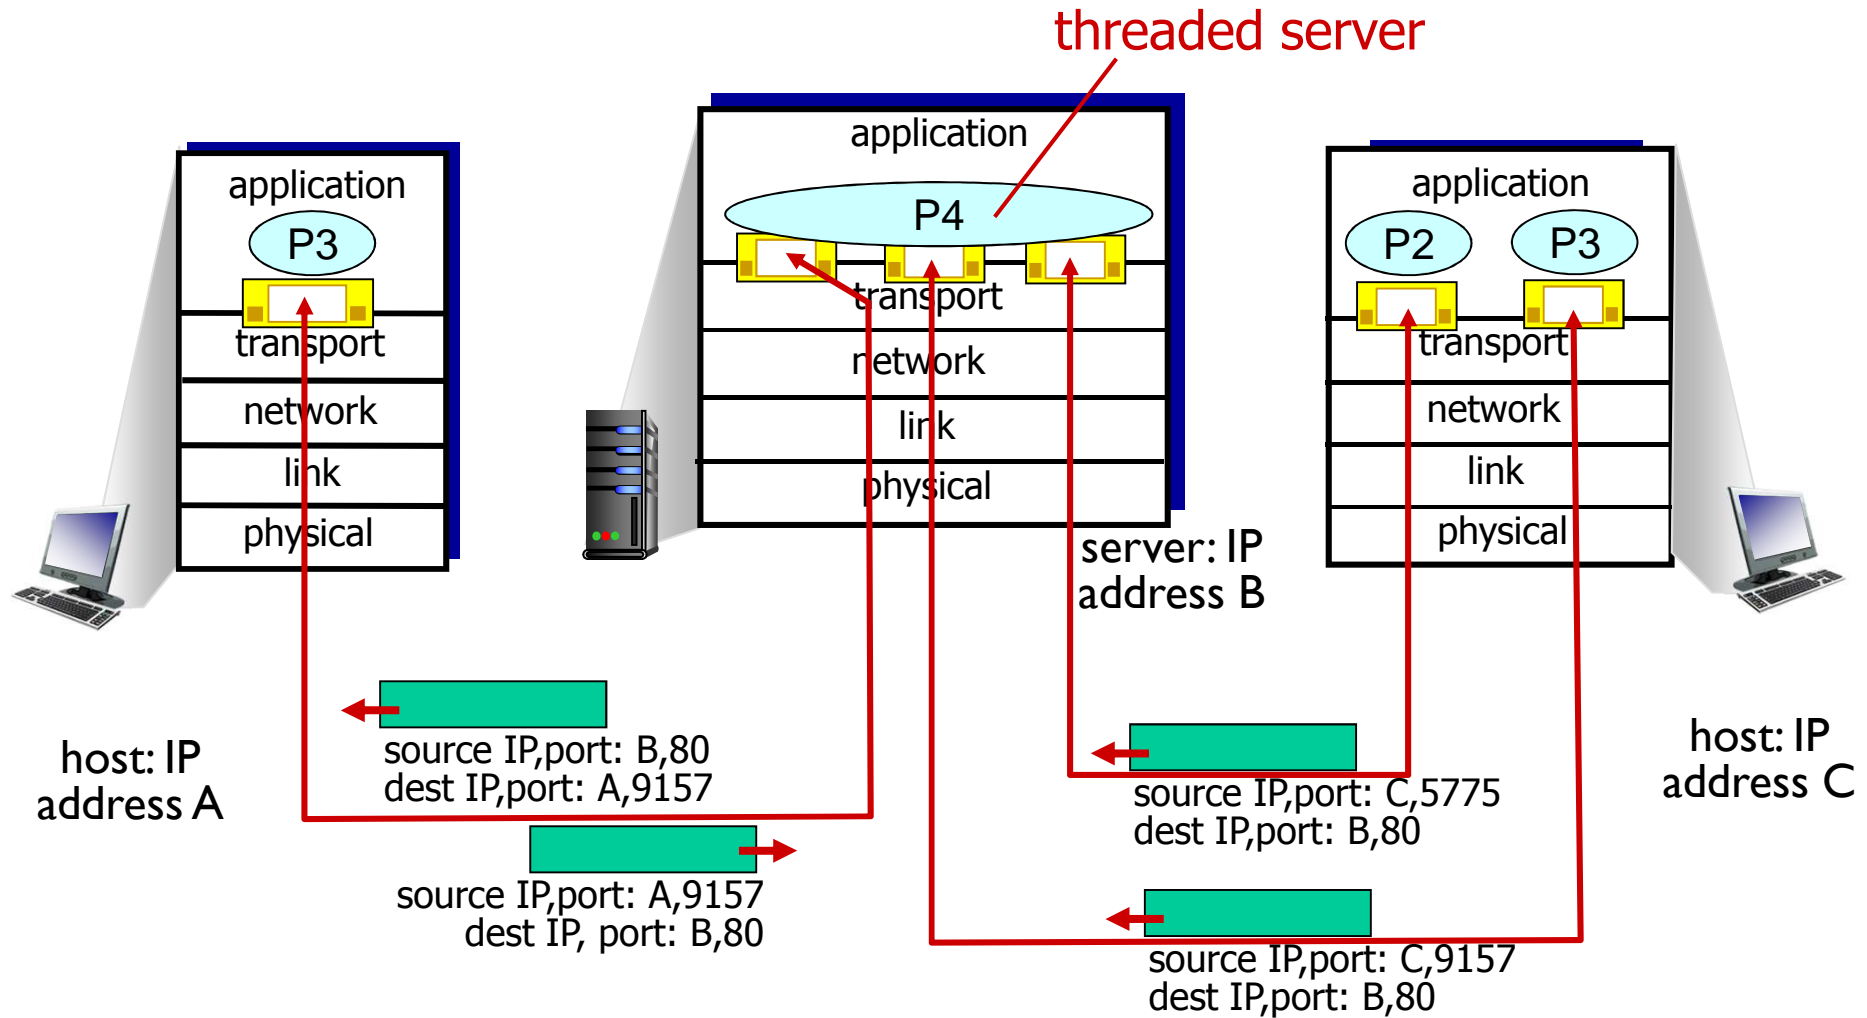 threaded server
application
P3
transport
network
link
physical
host: IP
address A
application
P4
transport
network
link
physical
server: IP
address B
application
P2
P3
transport
network
link
physical
host: IP
address C
source IP,port: B,80
dest IP,port: A,9157
source IP,port: A,9157
dest IP, port: B,80
source IP,port: C,5775
dest IP,port: B,80
source IP,port: C,9157
dest IP,port: B,80